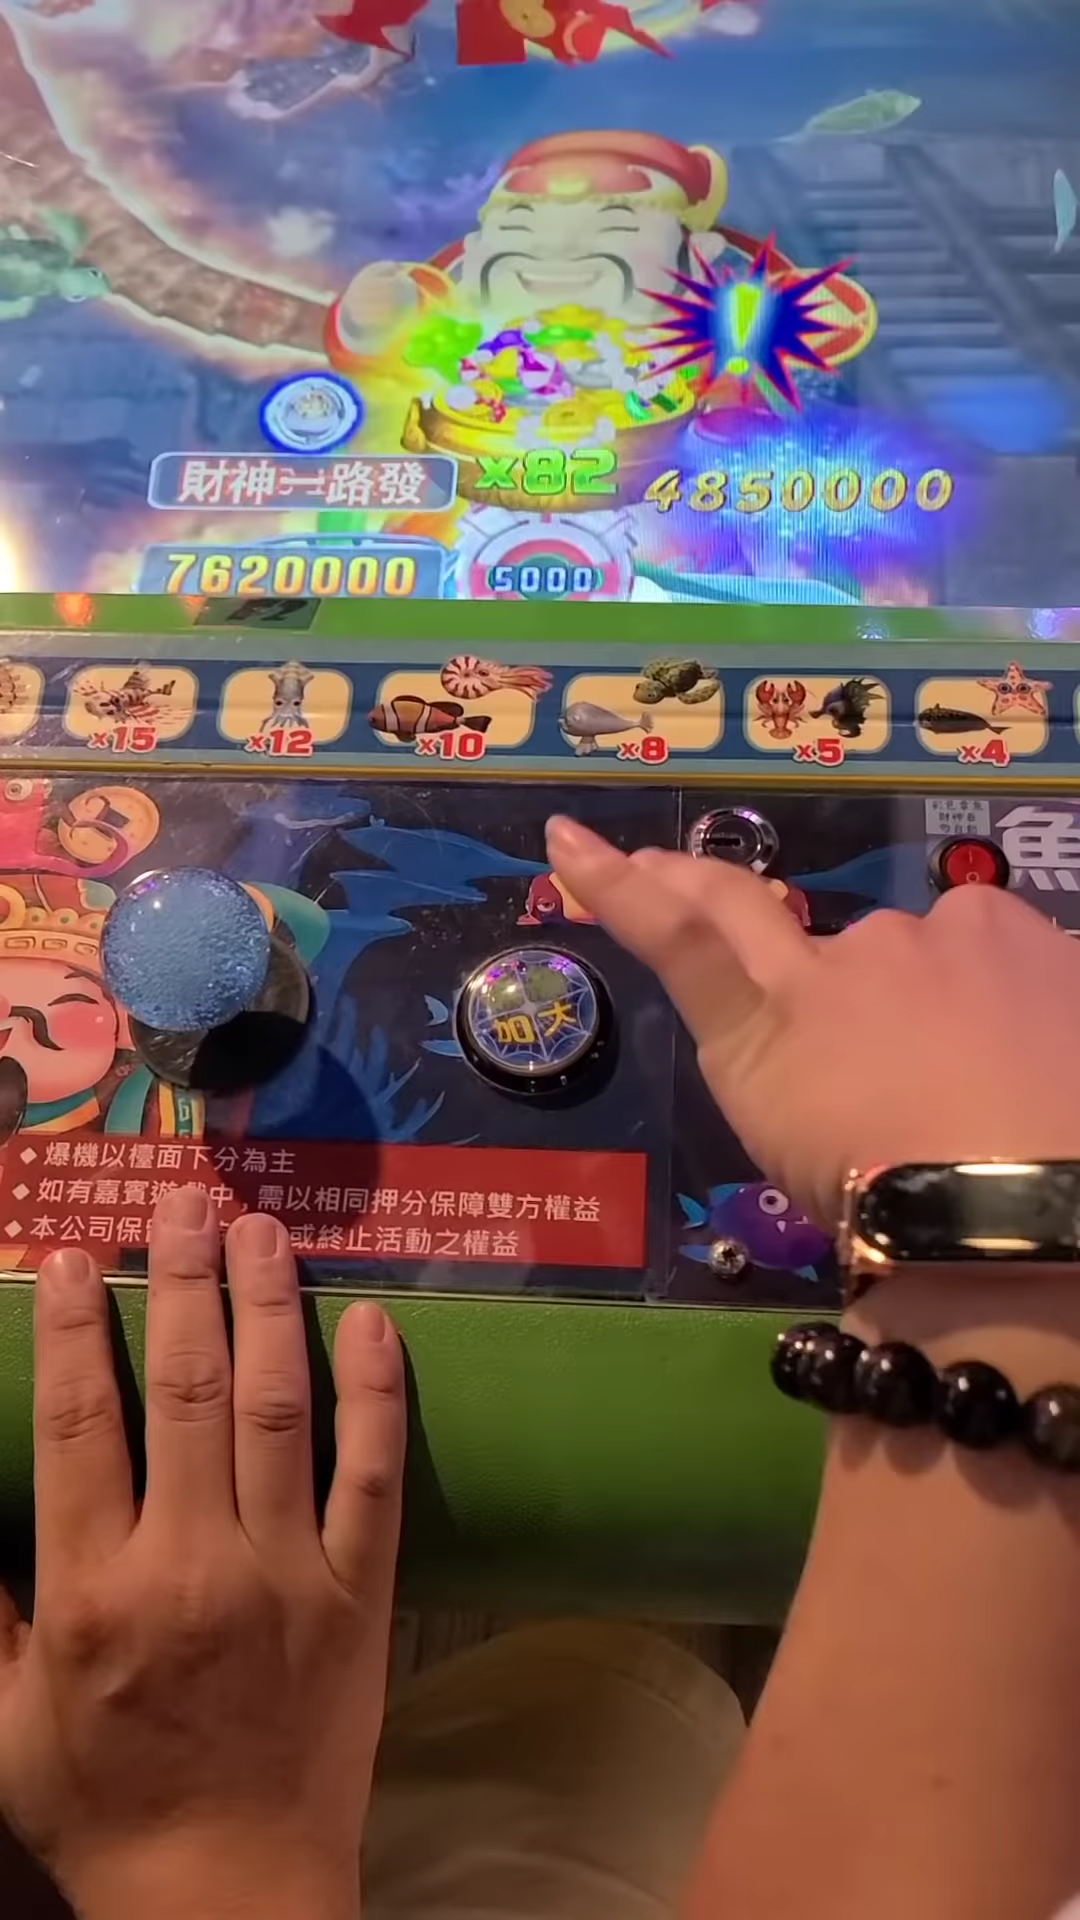 財神一路發
x82
4850000
7620000
5000
x15
x12
x10
x8
x5
x4
魚
加大
◆ 爆機以檯面下分為主
◆ 如有嘉賓遊戲中，需以相同押分保障雙方權益
◆ 本公司保 或終止活動之權益